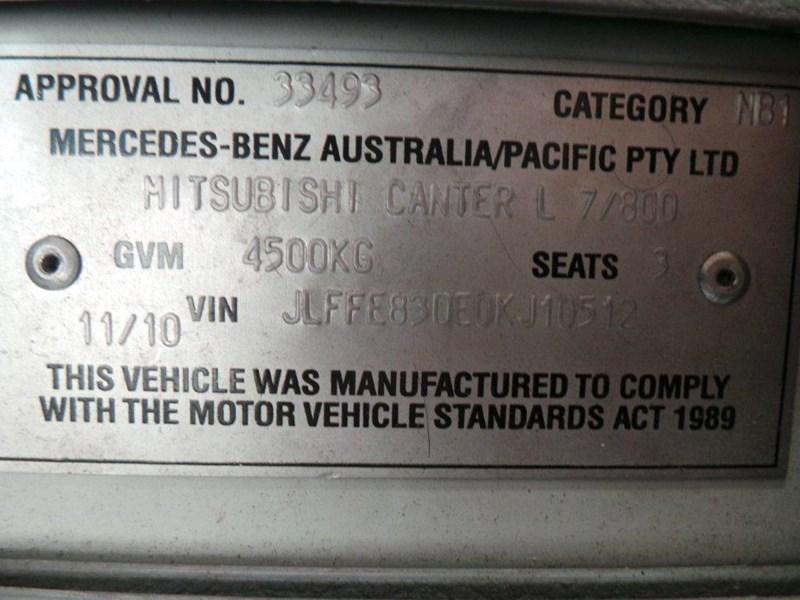 APPROVAL NO. 33493 CATEGORY NB1
MERCEDES-BENZ AUSTRALIA/PACIFIC PTY LTD
MITSUBISHI CANTER L 7/800
GVM 4500KG SEATS 3
11/10 VIN JLFFE83DE0KJ10512
THIS VEHICLE WAS MANUFACTURED TO COMPLY
WITH THE MOTOR VEHICLE STANDARDS ACT 1989